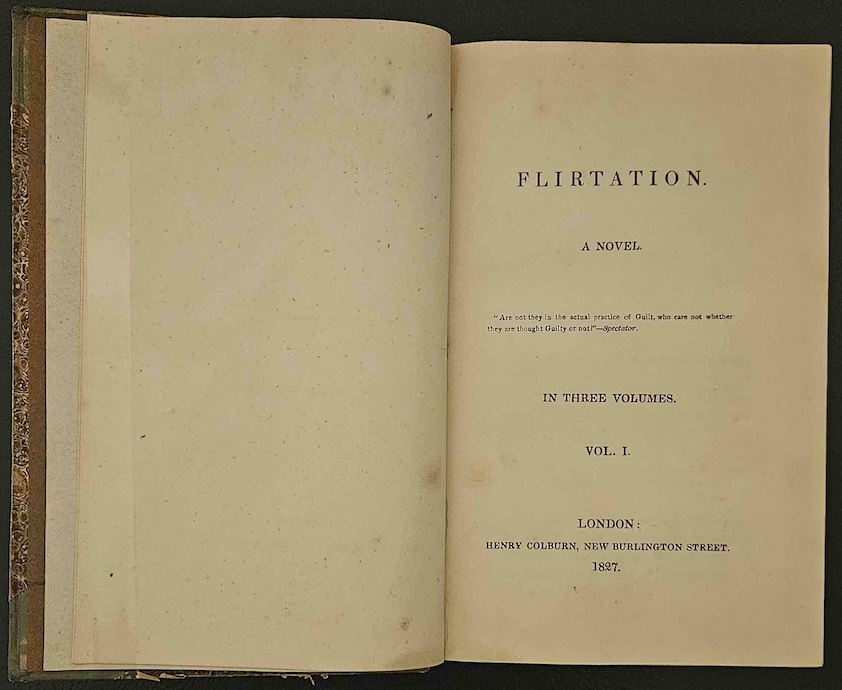 FLIRTATION.
A NOVEL.
"Are not they in the actual practice of Guilt, who care not whether
they are thought Guilty or not?"—Spectator.
IN THREE VOLUMES.
VOL. I.
LONDON:
HENRY COLBURN, NEW BURLINGTON STREET.
1827.